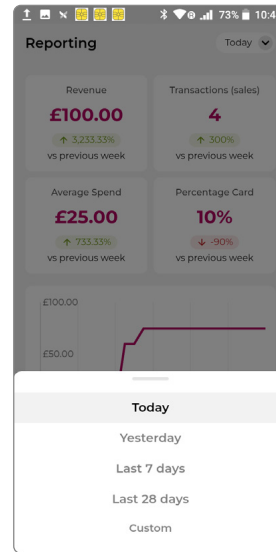 73% 10:4
Reporting Today
Revenue Transactions (sales)
£100.00 4
↑ 3,233.33% ↑ 300%
vs previous week vs previous week
Average Spend Percentage Card
£25.00 10%
↑ 733.33% ↓ -90%
vs previous week vs previous week
£100.00
£50.00
Today
Yesterday
Last 7 days
Last 28 days
Custom